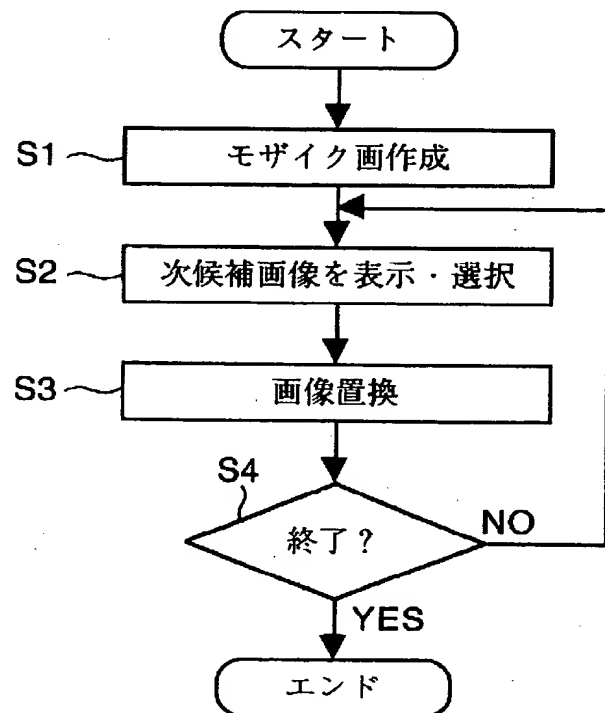 スタート
S1
モザイク画作成
S2
次候補画像を表示・選択
S3
画像置換
S4
終了?
NO
YES
エンド